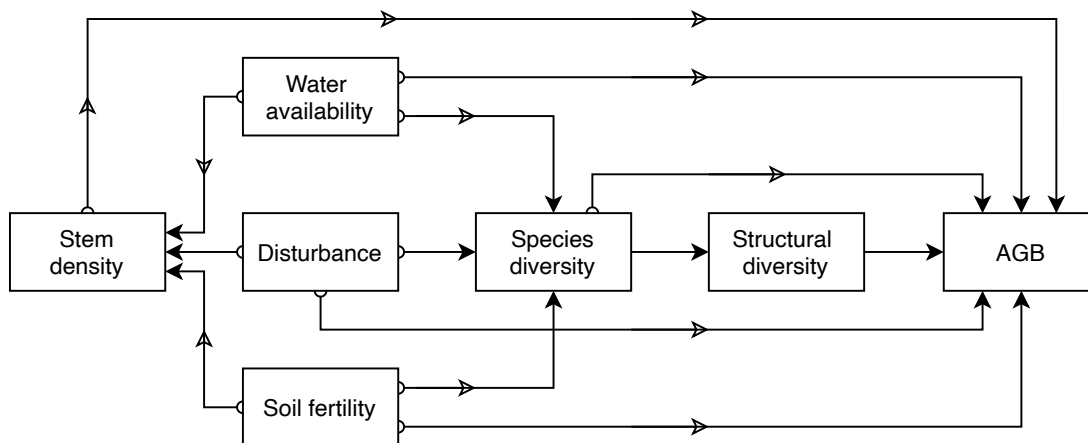 Water
availability
Stem
density
Disturbance
Species
diversity
Structural
diversity
AGB
Soil fertility